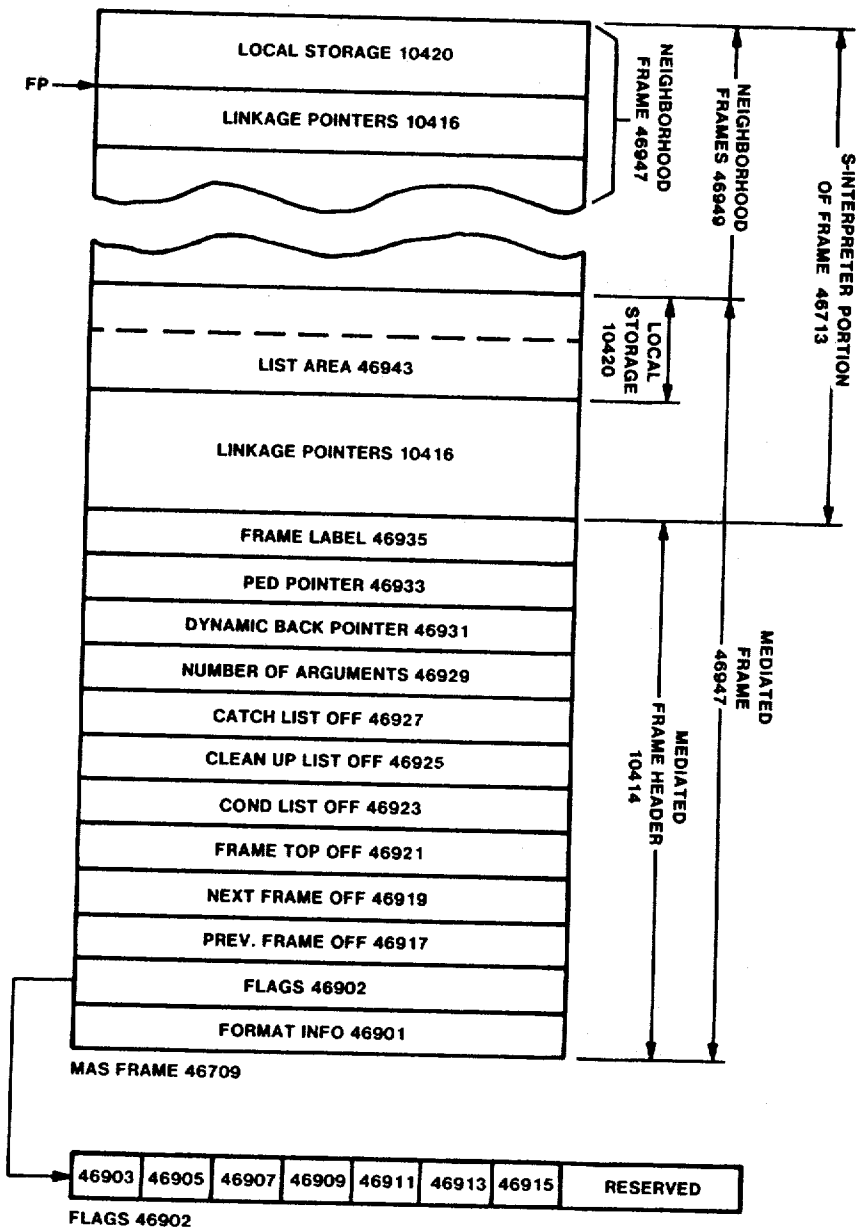 LOCAL STORAGE 10420
FP
LINKAGE POINTERS 10416
NEIGHBORHOOD
FRAME 46947
NEIGHBORHOOD
FRAMES 46949
S-INTERPRETER PORTION
OF FRAME 46713
LIST AREA 46943
LOCAL
STORAGE
10420
LINKAGE POINTERS 10416
FRAME LABEL 46935
PED POINTER 46933
DYNAMIC BACK POINTER 46931
NUMBER OF ARGUMENTS 46929
CATCH LIST OFF 46927
CLEAN UP LIST OFF 46925
COND LIST OFF 46923
FRAME TOP OFF 46921
NEXT FRAME OFF 46919
PREV. FRAME OFF 46917
FLAGS 46902
FORMAT INFO 46901
MEDIATED
FRAME HEADER
10414
MEDIATED
FRAME
46947
MAS FRAME 46709
46903 46905 46907 46909 46911 46913 46915 RESERVED
FLAGS 46902